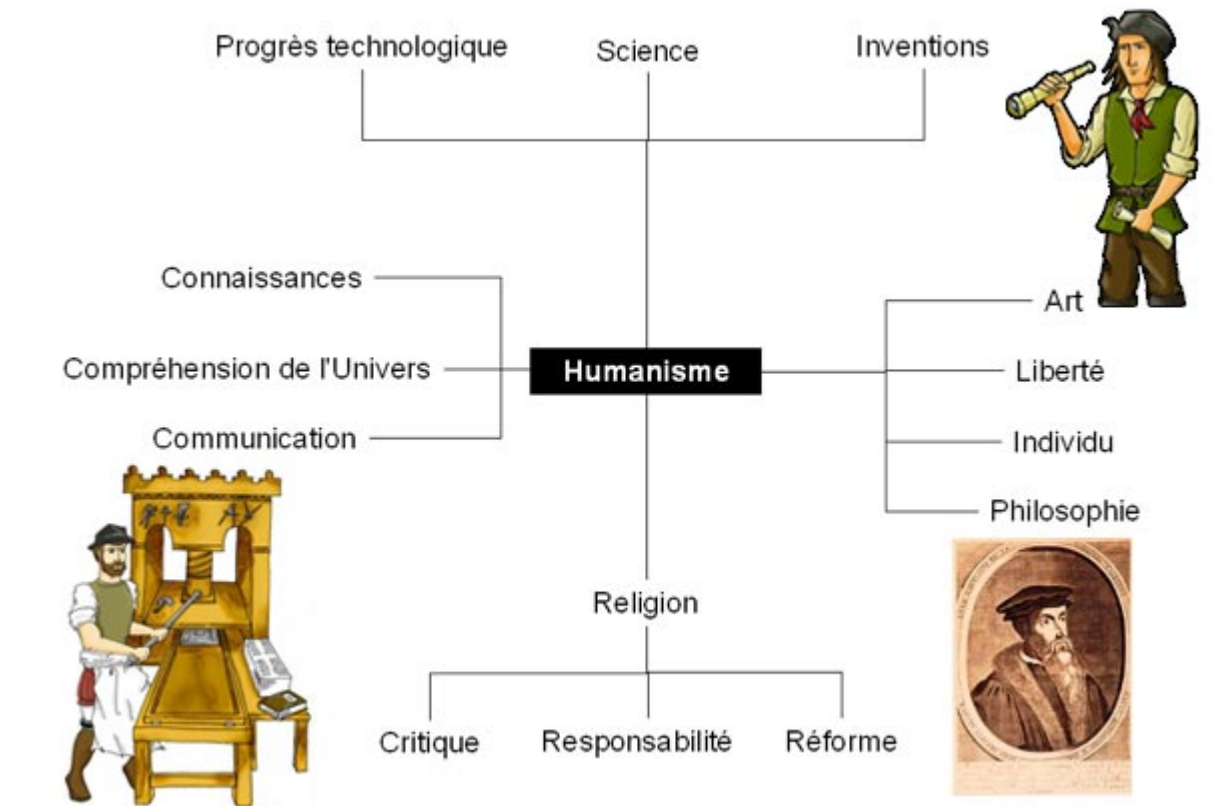 Progrès technologique
Science
Inventions
Connaissances
Compréhension de l'Univers
Communication
Humanisme
Art
Liberté
Individu
Philosophie
Religion
Critique
Responsabilité
Réforme